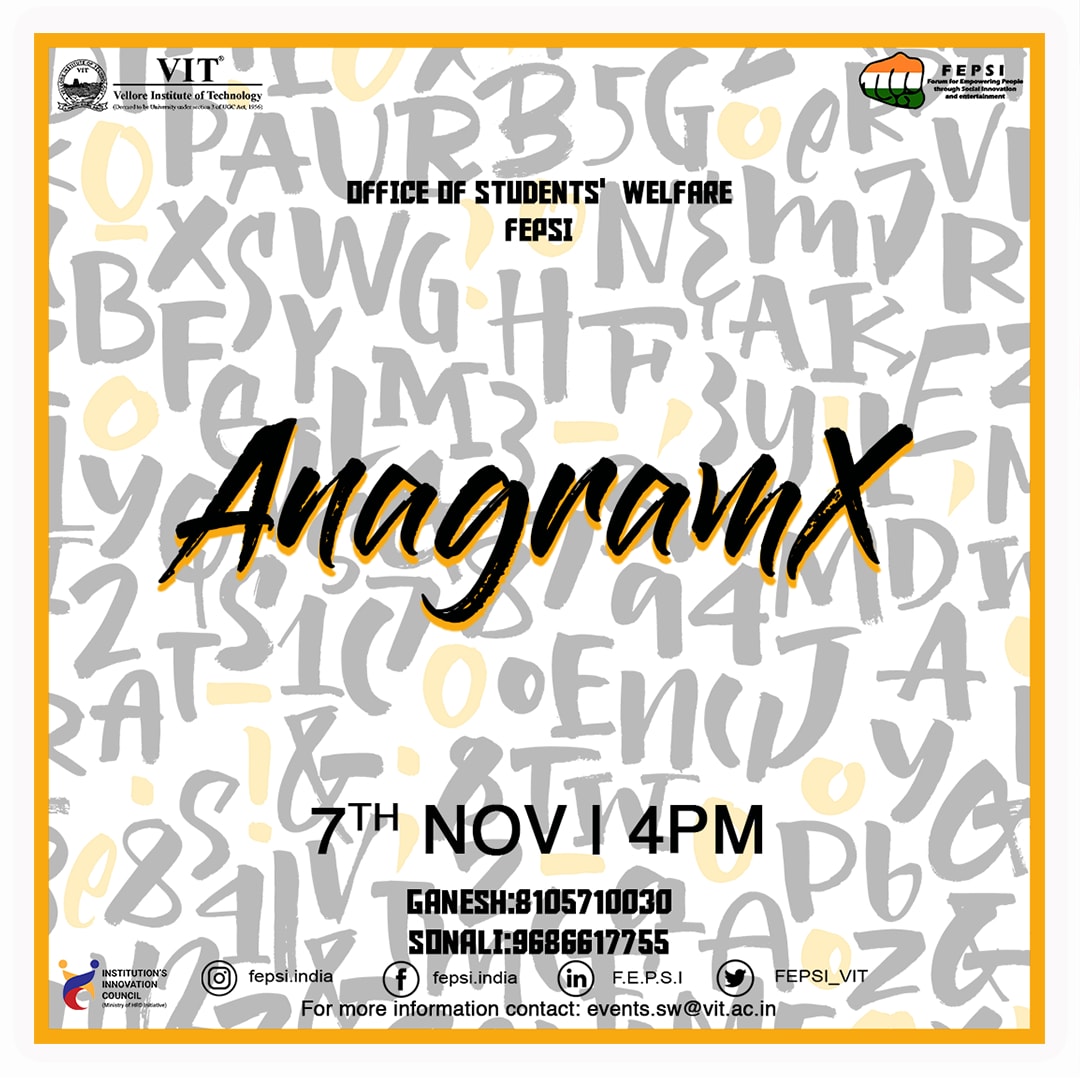 VIT®
Vellore Institute of Technology
(Deemed to be University under section 3 of UGC Act, 1956)
FEPSI
Forum for Empowering People
through Social Innovation
and entertainment
OFFICE OF STUDENTS' WELFARE
FEPSI
AnagramX
7TH NOV | 4PM
GANESH:8105710030
SONALI:9686617755
INSTITUTION'S
INNOVATION
COUNCIL
(Ministry of HRD Initiative)
fepsi.india fepsi.india F.E.P.S.I FEPSI_VIT
For more information contact: events.sw@vit.ac.in